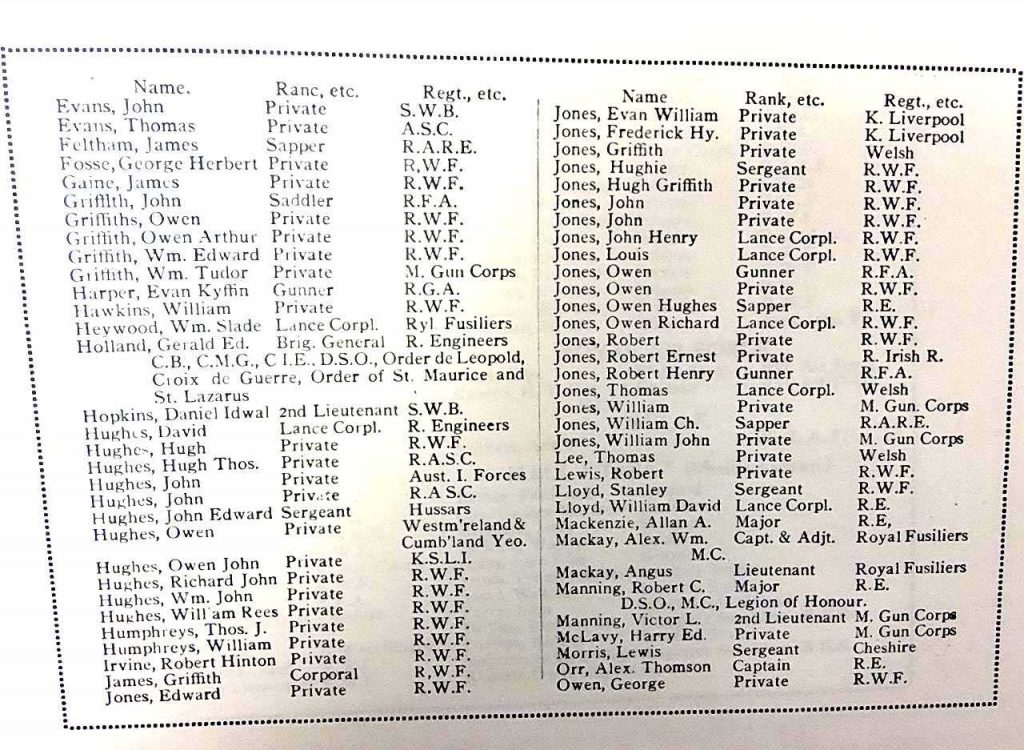 Name. Ranc, etc. Regt., etc.
Evans, John Private S.W.B.
Evans, Thomas Private A.S.C.
Feltham, James Sapper R.A.R.E.
Fosse, George Herbert Private R,W.F.
Gaine, James Private R.W.F.
Griffith, John Saddler R.F.A.
Griffiths, Owen Private R.W.F.
Griffith, Owen Arthur Private R.W.F.
Griffith, Wm. Edward Private R.W.F.
Griffith, Wm. Tudor Private M. Gun Corps
Harper, Evan Kyffin Gunner R.G.A.
Hawkins, William Private R.W.F.
Heywood, Wm. Slade Lance Corpl. Ryl. Fusiliers
Holland, Gerald Ed. Brig. General R. Engineers
C.B., C.M.G., C I.E., D.S.O., Order de Leopold,
Croix de Guerre, Order of St. Maurice and
St. Lazarus
Hopkins, Daniel Idwal 2nd Lieutenant S.W.B.
Hughes, David Lance Corpl. R. Engineers
Hughes, Hugh Private R.W.F.
Hughes, Hugh Thos. Private R.A.S.C.
Hughes, John Private Aust. I. Forces
Hughes, John Private R.A S.C.
Hughes, John Edward Sergeant Hussars
Hughes, Owen Private Westm'reland &
Cumb'land Yeo.
Hughes, Owen John Private K.S.L.I.
Hughes, Richard John Private R.W.F.
Hughes, Wm. John Private R.W.F.
Hughes, William Rees Private R.W.F.
Humphreys, Thos. J. Private R.W.F.
Humphreys, William Private R.W.F.
Irvine, Robert Hinton Private R.W.F.
James, Griffith Corporal R,W.F.
Jones, Edward Private R.W.F.
Name Rank, etc. Regt., etc.
Jones, Evan William Private K. Liverpool
Jones, Frederick Hy. Private K. Liverpool
Jones, Griffith Private Welsh
Jones, Hughie Sergeant R.W.F.
Jones, Hugh Griffith Private R.W.F.
Jones, John Private R.W.F.
Jones, John Private R.W.F.
Jones, John Henry Lance Corpl. R.W.F.
Jones, Louis Lance Corpl. R.W.F.
Jones, Owen Gunner R.F.A.
Jones, Owen Private R.W.F.
Jones, Owen Hughes Sapper R.E.
Jones, Owen Richard Lance Corpl. R.W.F.
Jones, Robert Private R.W.F.
Jones, Robert Ernest Private R. Irish R.
Jones, Robert Henry Gunner R.F.A.
Jones, Thomas Lance Corpl. Welsh
Jones, William Private M. Gun. Corps
Jones, William Ch. Sapper R.A.R.E.
Jones, William John Private M. Gun Corps
Lee, Thomas Private Welsh
Lewis, Robert Private R.W.F.
Lloyd, Stanley Sergeant R.W.F.
Lloyd, William David Lance Corpl. R.E.
Mackenzie, Allan A. Major R.E,
Mackay, Alex. Wm. Capt. & Adjt. Royal Fusiliers
M.C.
Mackay, Angus Lieutenant Royal Fusiliers
Manning, Robert C. Major R.E.
D.S.O., M.C., Legion of Honour.
Manning, Victor L. 2nd Lieutenant M. Gun Corps
McLavy, Harry Ed. Private M. Gun Corps
Morris, Lewis Sergeant Cheshire
Orr, Alex. Thomson Captain R.E.
Owen, George Private R,W.F.